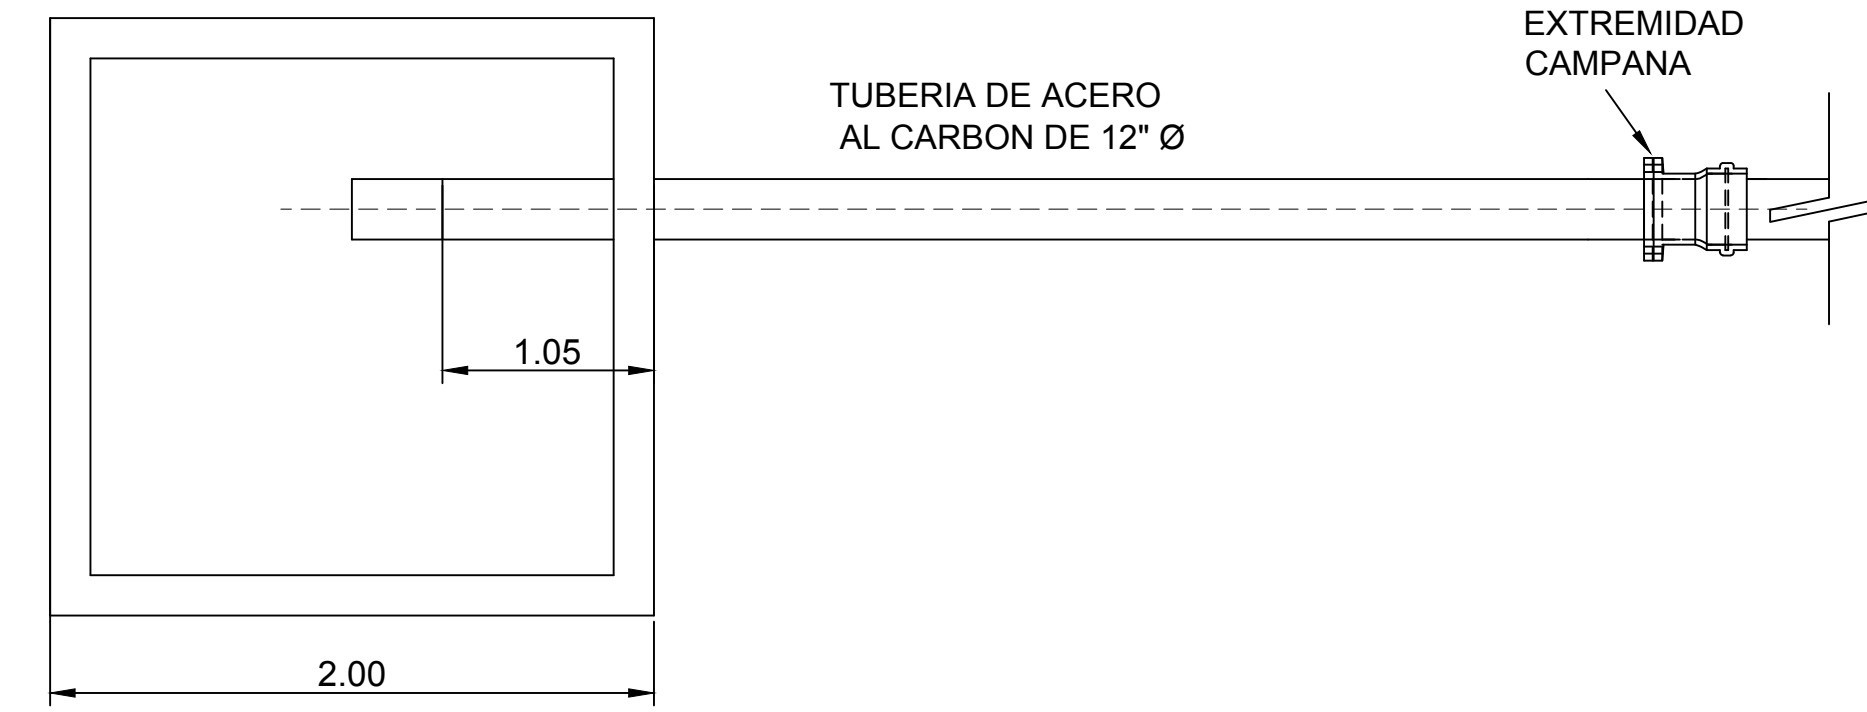 EXTREMIDAD
CAMPANA
TUBERIA DE ACERO
AL CARBON DE 12" Ø
1.05
2.00